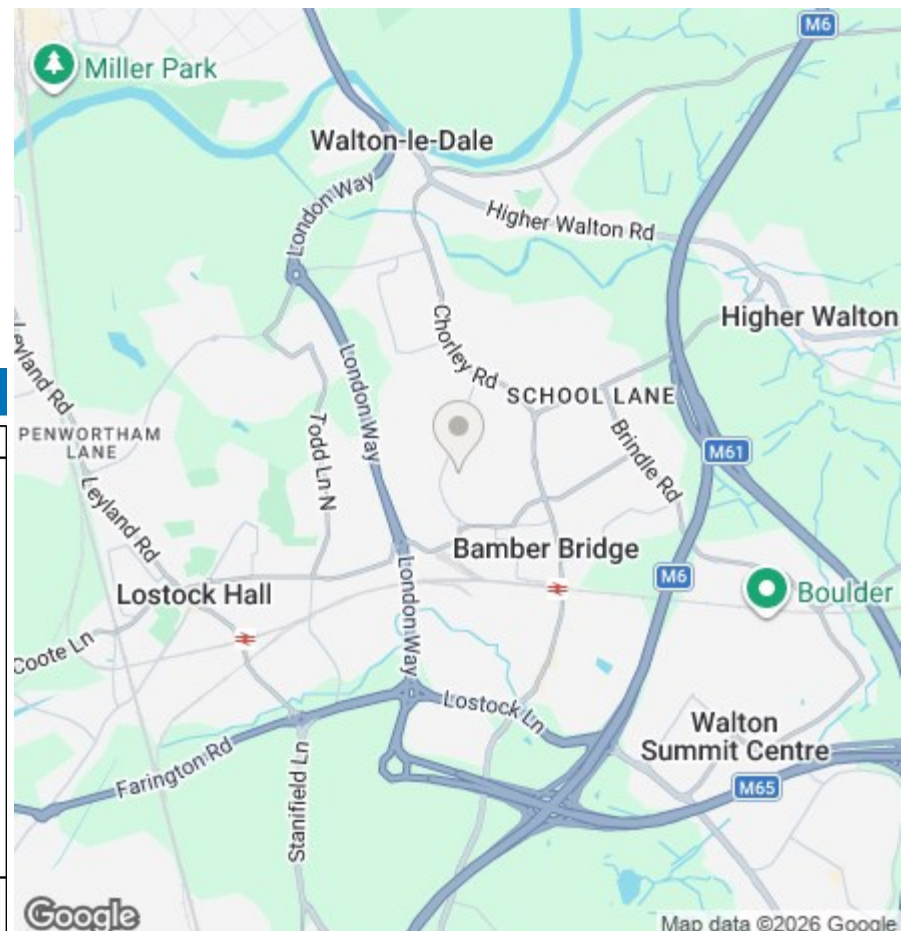 M6
Miller Park
Walton-le-Dale
London Way
Higher Walton Rd
Higher Walton
Chorley Rd
Leyland Rd
London Way
SCHOOL LANE
PENWORTHAM
LANE
Todd Ln N
Brindle Rd
M61
Leyland Rd
Bamber Bridge
M6
Boulder
Lostock Hall
London Way
Coote Ln
Lostock Ln
Walton
Summit Centre
Farington Rd
Stanifield Ln
M65
Google
Map data ©2026 Google